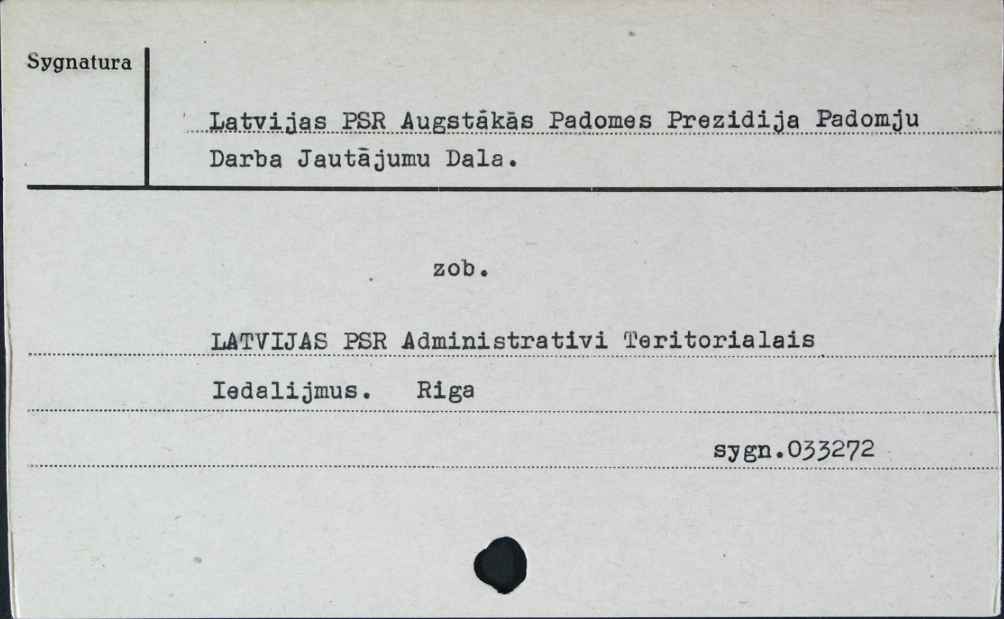 Sygnatura
Latvijas PSR Augstākās Padomes Prezidija Padomju
Darba Jautājumu Dala.
zob.
LATVIJAS PSR Administrativi Teritorialais
Iedalijmus. Riga
sygn.033272